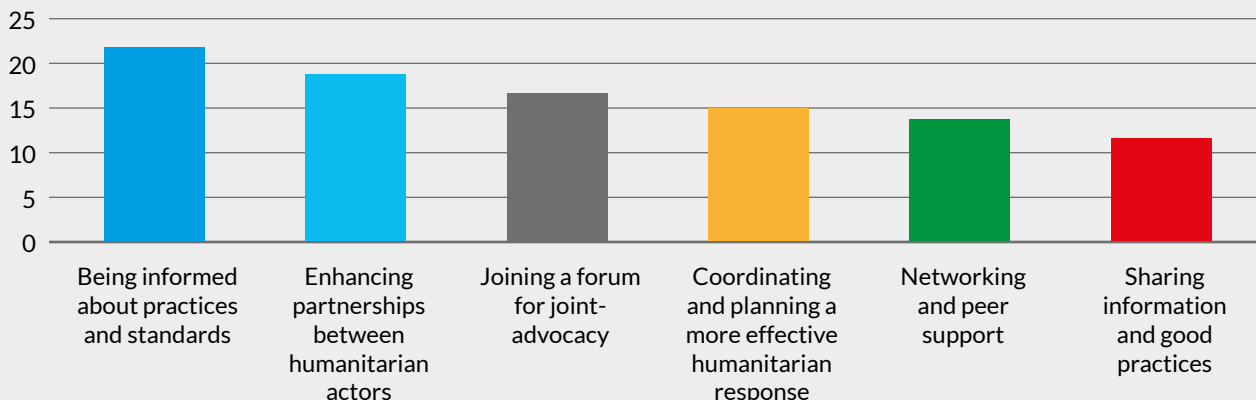 25
20
15
10
5
0
Being informed
about practices
and standards
Enhancing
partnerships
between
humanitarian
actors
Joining a forum
for joint-
advocacy
Coordinating
and planning a
more effective
humanitarian
response
Networking
and peer
support
Sharing
information
and good
practices